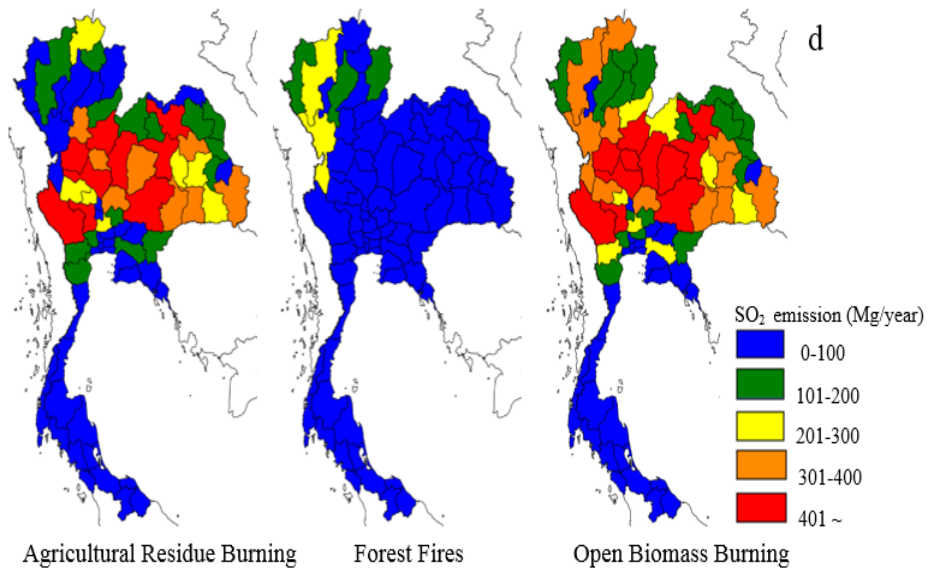 d
SO₂ emission (Mg/year)
0-100
101-200
201-300
301-400
401 ~
Agricultural Residue Burning
Forest Fires
Open Biomass Burning